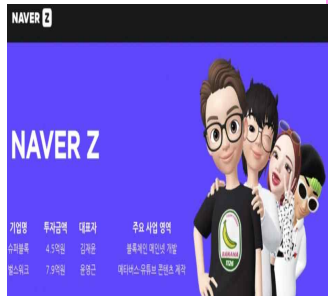 NAVER Z
NAVER Z
기업명 투자금액 대표자 주요 사업 영역
슈퍼블록 4.5억원 김재윤 블록체인 메인넷 개발
벌스워크 7.9억원 윤영근 메타버스·유튜브 콘텐츠 제작
BANANA